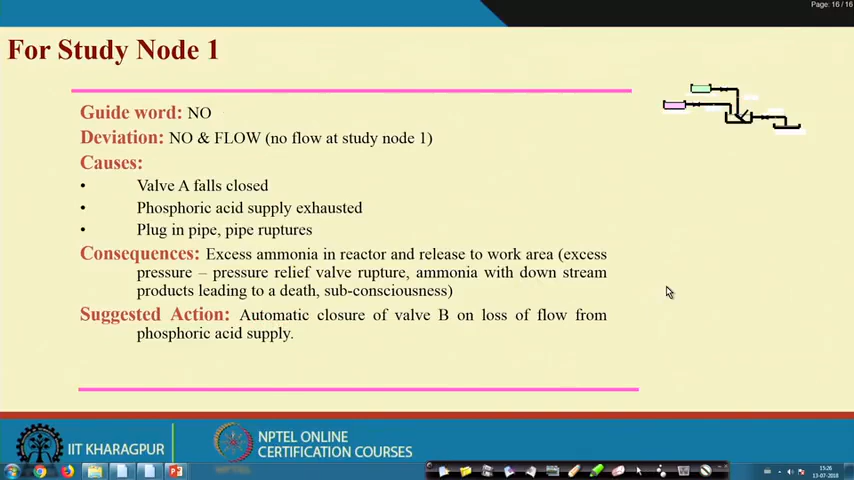 Page: 16 / 16
For Study Node 1
Guide word: NO
Deviation: NO & FLOW (no flow at study node 1)
Causes:
• Valve A falls closed
• Phosphoric acid supply exhausted
• Plug in pipe, pipe ruptures
Consequences: Excess ammonia in reactor and release to work area (excess
pressure – pressure relief valve rupture, ammonia with down stream
products leading to a death, sub-consciousness)
Suggested Action: Automatic closure of valve B on loss of flow from
phosphoric acid supply.
IIT KHARAGPUR
NPTEL ONLINE
CERTIFICATION COURSES
15:26
13-07-2018